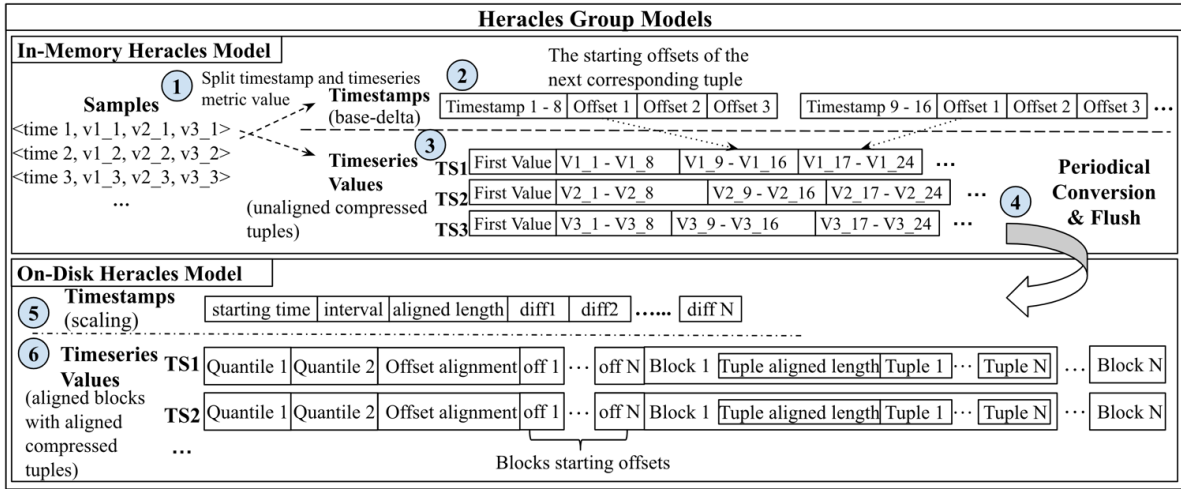 Heracles Group Models
In-Memory Heracles Model
1
Split timestamp and timeseries
metric value
Samples
<time 1, v1_1, v2_1, v3_1>
<time 2, v1_2, v2_2, v3_2>
<time 3, v1_3, v2_3, v3_3>
...
2
The starting offsets of the
next corresponding tuple
Timestamps
(base-delta)
Timestamp 1 - 8 Offset 1 Offset 2 Offset 3 Timestamp 9 - 16 Offset 1 Offset 2 Offset 3 ...
3
Timeseries
Values
(unaligned compressed
tuples)
TS1 First Value V1_1 - V1_8 V1_9 - V1_16 V1_17 - V1_24 ...
TS2 First Value V2_1 - V2_8 V2_9 - V2_16 V2_17 - V2_24 ...
TS3 First Value V3_1 - V3_8 V3_9 - V3_16 V3_17 - V3_24 ...
4
Periodical
Conversion
& Flush
On-Disk Heracles Model
5
Timestamps
(scaling)
starting time interval aligned length diff1 diff2 ...... diff N
6
Timeseries
Values
(aligned blocks
with aligned
compressed
tuples)
TS1 Quantile 1 Quantile 2 Offset alignment off 1 ... off N Block 1 Tuple aligned length Tuple 1 ... Tuple N ... Block N
TS2 Quantile 1 Quantile 2 Offset alignment off 1 ... off N Block 1 Tuple aligned length Tuple 1 ... Tuple N ... Block N
...
Blocks starting offsets